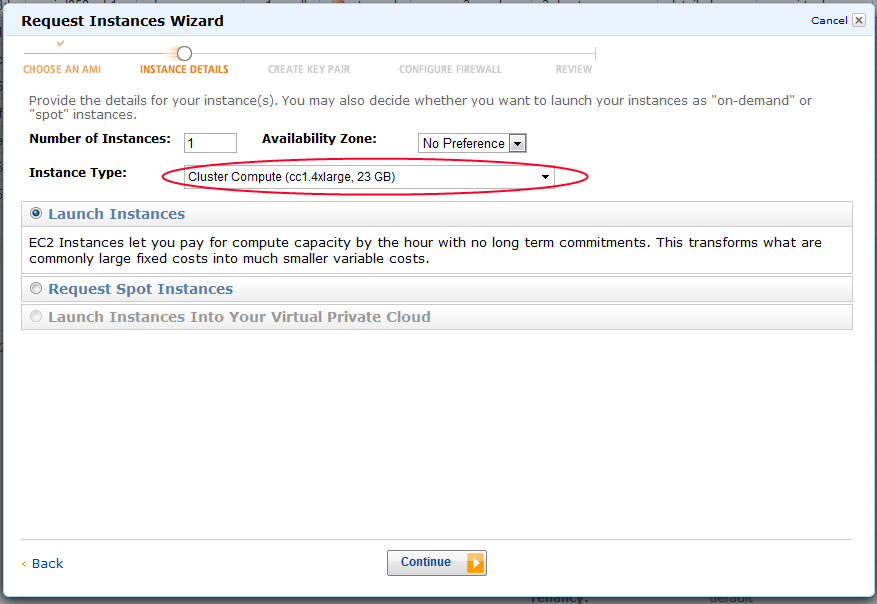 Request Instances Wizard
Cancel
CHOOSE AN AMI
INSTANCE DETAILS
CREATE KEY PAIR
CONFIGURE FIREWALL
REVIEW
Provide the details for your instance(s). You may also decide whether you want to launch your instances as "on-demand" or
"spot" instances.
Number of Instances: 1
Availability Zone: No Preference
Instance Type: Cluster Compute (cc1.4xlarge, 23 GB)
Launch Instances
EC2 Instances let you pay for compute capacity by the hour with no long term commitments. This transforms what are
commonly large fixed costs into much smaller variable costs.
Request Spot Instances
Launch Instances Into Your Virtual Private Cloud
‹ Back
Continue
Tenancy: default